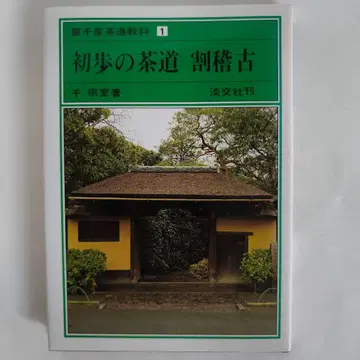 裏千家茶道教科 1
初歩の茶道 割稽古
千 宗室著 淡交社刊